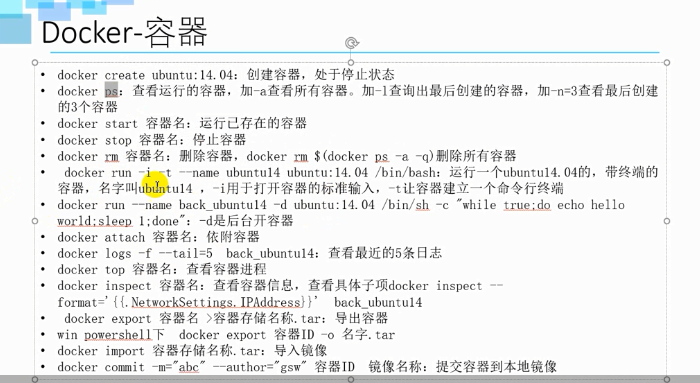 Docker-容器
• docker create ubuntu:14.04：创建容器，处于停止状态
• docker ps：查看运行的容器，加-a查看所有容器。加-l查询出最后创建的容器，加-n=3查看最后创建
的3个容器
• docker start 容器名：运行已存在的容器
• docker stop 容器名：停止容器
• docker rm 容器名：删除容器，docker rm $(docker ps -a -q)删除所有容器
• docker run -i -t --name ubuntu14 ubuntu:14.04 /bin/bash：运行一个ubuntu14.04的，带终端的
容器，名字叫ubuntu14 ，-i用于打开容器的标准输入，-t让容器建立一个命令行终端
• docker run --name back_ubuntu14 -d ubuntu:14.04 /bin/sh -c "while true;do echo hello
world;sleep 1;done"：-d是后台开容器
• docker attach 容器名：依附容器
• docker logs -f --tail=5 back_ubuntu14：查看最近的5条日志
• docker top 容器名：查看容器进程
• docker inspect 容器名：查看容器信息，查看具体子项docker inspect --
format='{{.NetworkSettings.IPAddress}}' back_ubuntu14
• docker export 容器名 >容器存储名称.tar：导出容器
• win powershell下 docker export 容器ID -o 名字.tar
• docker import 容器存储名称.tar：导入镜像
• docker commit -m="abc" --author="gsw" 容器ID 镜像名称：提交容器到本地镜像